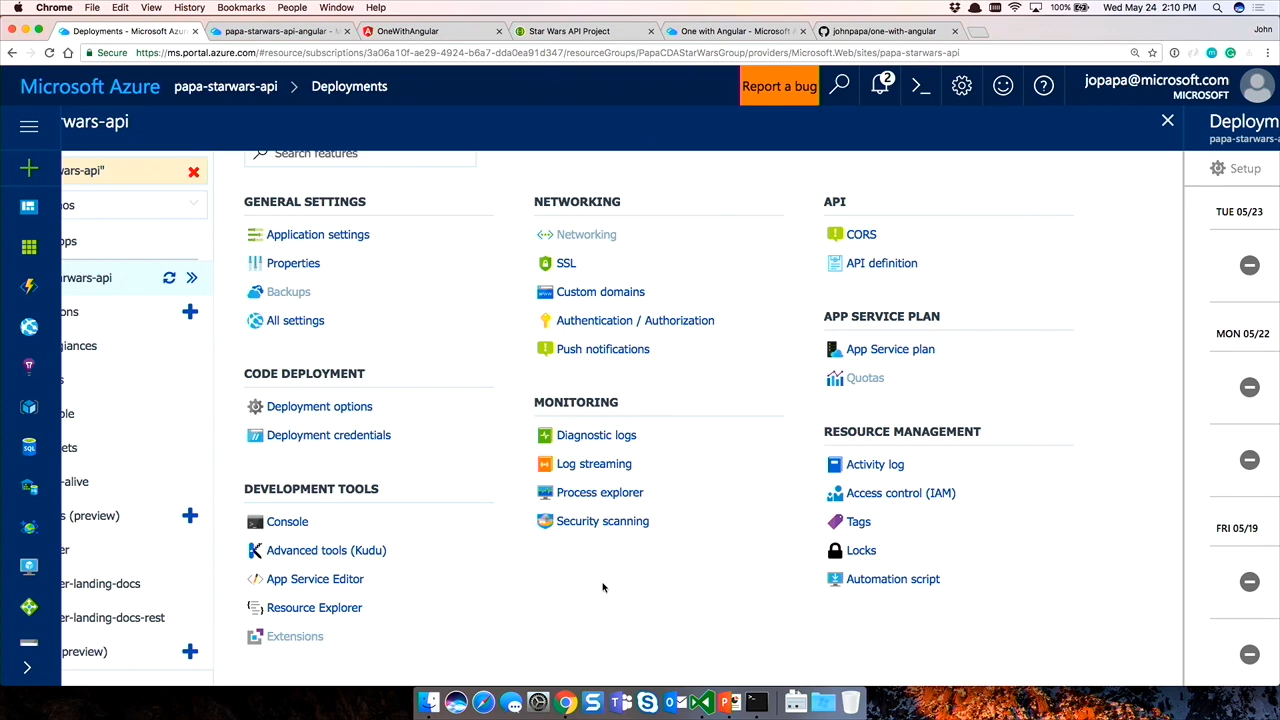 Chrome File Edit View History Bookmarks People Window Help
100% Wed May 24 2:10 PM
Deployments - Microsoft Azur
papa-starwars-api-angular - M
OneWithAngular
Star Wars API Project
One with Angular - Microsoft A
johnpapa/one-with-angular
John
Secure https://ms.portal.azure.com/#resource/subscriptions/3a06a10f-ae29-4924-b6a7-dda0ea91d347/resourceGroups/PapaCDAStarWarsGroup/providers/Microsoft.Web/sites/papa-starwars-api
Microsoft Azure papa-starwars-api > Deployments
Report a bug
2
jopapa@microsoft.com
MICROSOFT
rwars-api
Deploym
papa-starwars-a
Setup
wars-api"
os
ps
arwars-api
ons
giances
s
ple
ets
-alive
s (preview)
er
er-landing-docs
er-landing-docs-rest
preview)
Search features
GENERAL SETTINGS
Application settings
Properties
Backups
All settings
CODE DEPLOYMENT
Deployment options
Deployment credentials
DEVELOPMENT TOOLS
Console
Advanced tools (Kudu)
App Service Editor
Resource Explorer
Extensions
NETWORKING
Networking
SSL
Custom domains
Authentication / Authorization
Push notifications
MONITORING
Diagnostic logs
Log streaming
Process explorer
Security scanning
API
CORS
API definition
APP SERVICE PLAN
App Service plan
Quotas
RESOURCE MANAGEMENT
Activity log
Access control (IAM)
Tags
Locks
Automation script
TUE 05/23
MON 05/22
FRI 05/19